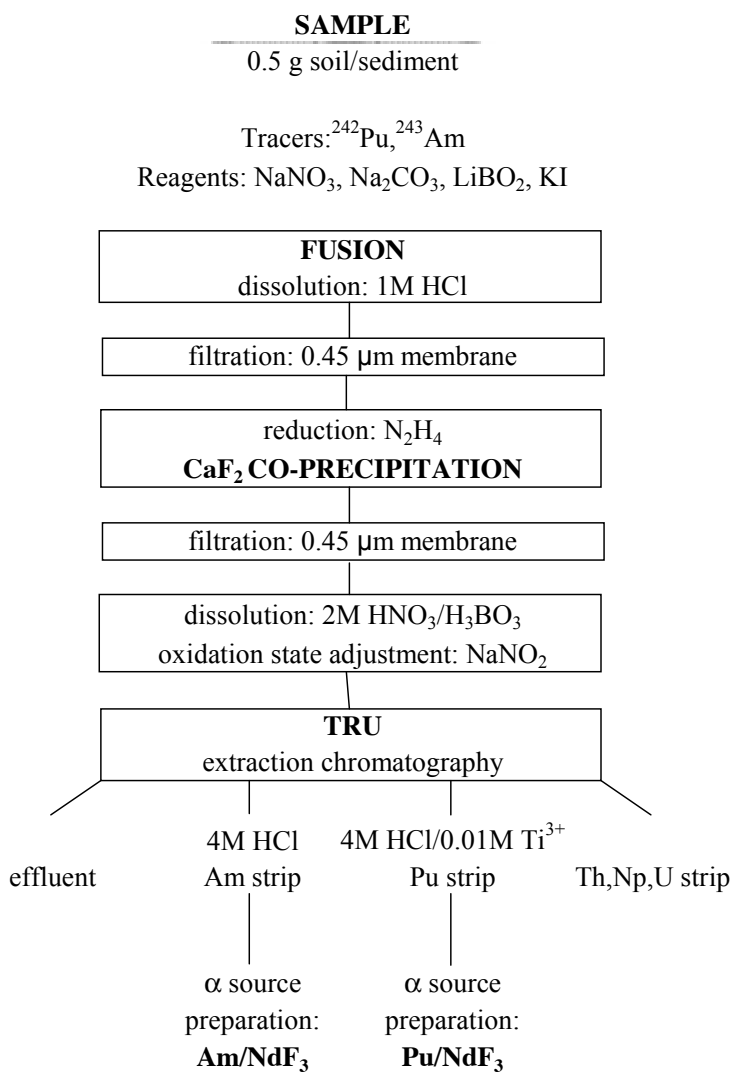 SAMPLE
0.5 g soil/sediment
Tracers:²⁴²Pu,²⁴³Am
Reagents: NaNO₃, Na₂CO₃, LiBO₂, KI
FUSION
dissolution: 1M HCl
filtration: 0.45 µm membrane
reduction: N₂H₄
CaF₂ CO-PRECIPITATION
filtration: 0.45 µm membrane
dissolution: 2M HNO₃/H₃BO₃
oxidation state adjustment: NaNO₂
TRU
extraction chromatography
effluent
4M HCl
Am strip
4M HCl/0.01M Ti³⁺
Pu strip
Th,Np,U strip
α source
preparation:
Am/NdF₃
α source
preparation:
Pu/NdF₃